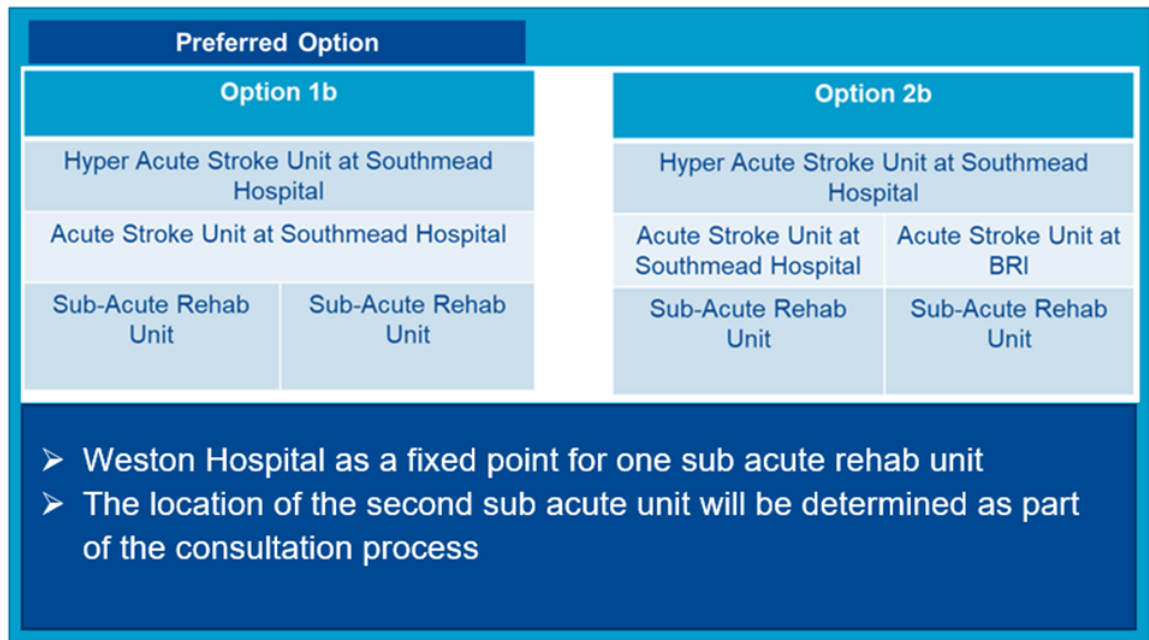 Preferred Option
Option 1b
Hyper Acute Stroke Unit at Southmead
Hospital
Acute Stroke Unit at Southmead Hospital
Sub-Acute Rehab
Unit
Sub-Acute Rehab
Unit
Option 2b
Hyper Acute Stroke Unit at Southmead
Hospital
Acute Stroke Unit at
Southmead Hospital
Acute Stroke Unit at
BRI
Sub-Acute Rehab
Unit
Sub-Acute Rehab
Unit
➢ Weston Hospital as a fixed point for one sub acute rehab unit
➢ The location of the second sub acute unit will be determined as part
of the consultation process